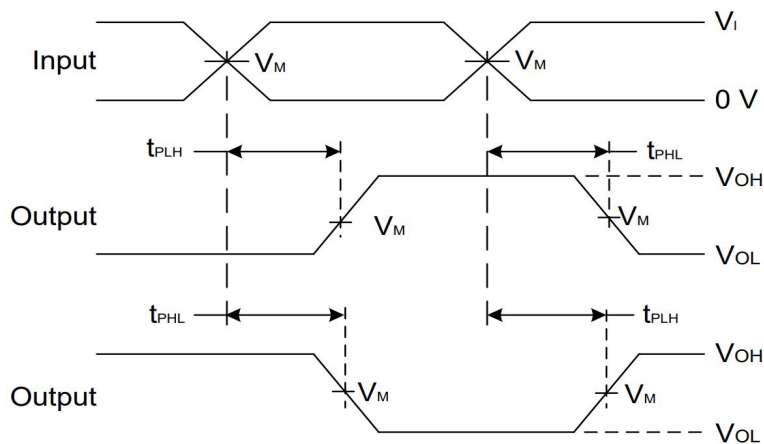 VI
Input
VM
VM
0 V
tPLH
tPHL
VOH
Output
VM
VM
VOL
tPHL
tPLH
VOH
Output
VM
VM
VOL